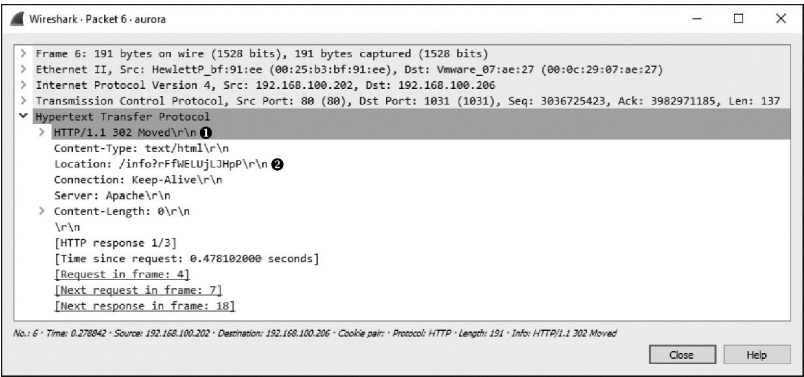 Wireshark · Packet 6 · aurora
> Frame 6: 191 bytes on wire (1528 bits), 191 bytes captured (1528 bits)
> Ethernet II, Src: HewlettP_bf:91:ee (00:25:b3:bf:91:ee), Dst: Vmware_07:ae:27 (00:0c:29:07:ae:27)
> Internet Protocol Version 4, Src: 192.168.100.202, Dst: 192.168.100.206
> Transmission Control Protocol, Src Port: 80 (80), Dst Port: 1031 (1031), Seq: 3036725423, Ack: 3982971185, Len: 137
Hypertext Transfer Protocol
> HTTP/1.1 302 Moved\r\n ❶
Content-Type: text/html\r\n
Location: /info?rFfWELUjLJHpP\r\n ❷
Connection: Keep-Alive\r\n
Server: Apache\r\n
> Content-Length: 0\r\n
\r\n
[HTTP response 1/3]
[Time since request: 0.478102000 seconds]
[Request in frame: 4]
[Next request in frame: 7]
[Next response in frame: 18]
No.: 6 · Time: 0.278842 · Source: 192.168.100.202 · Destination: 192.168.100.206 · Cookie pair: · Protocol: HTTP · Length: 191 · Info: HTTP/1.1 302 Moved
Close Help